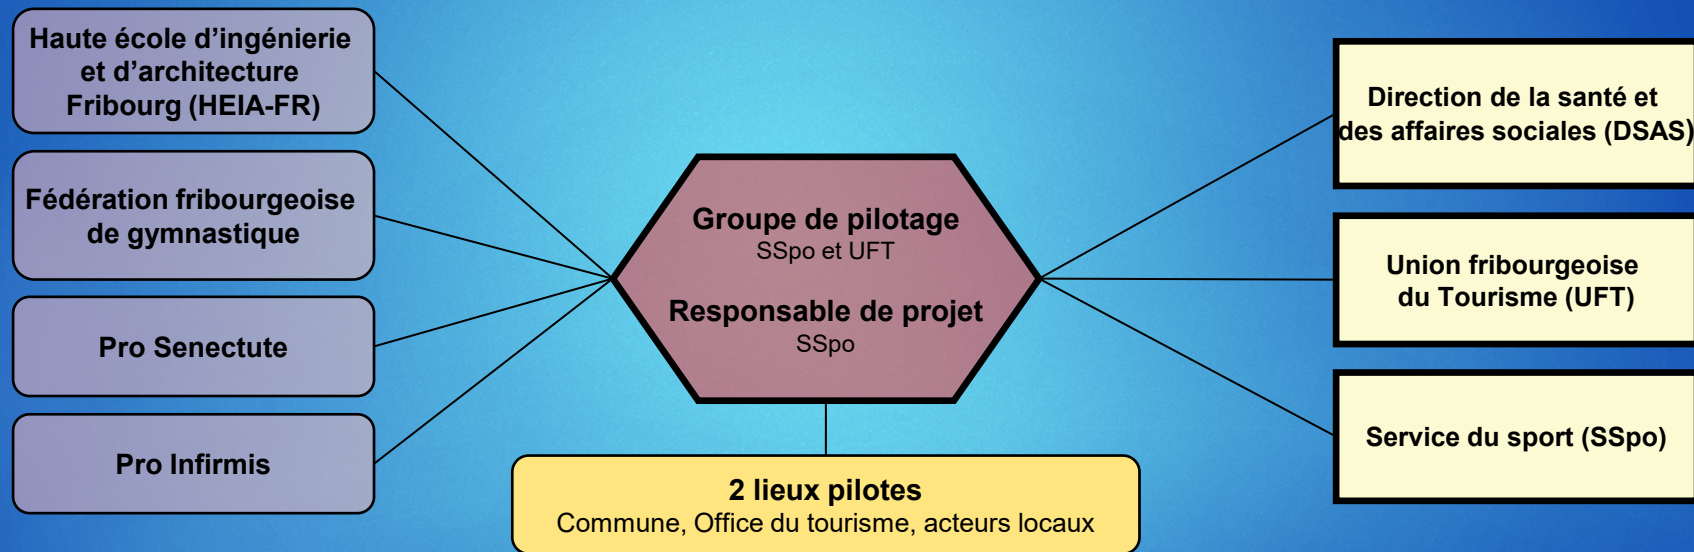 Haute école d’ingénierie
et d’architecture
Fribourg (HEIA-FR)
Fédération fribourgeoise
de gymnastique
Pro Senectute
Pro Infirmis
Groupe de pilotage
SSpo et UFT
Responsable de projet
SSpo
2 lieux pilotes
Commune, Office du tourisme, acteurs locaux
Direction de la santé et
des affaires sociales (DSAS)
Union fribourgeoise
du Tourisme (UFT)
Service du sport (SSpo)